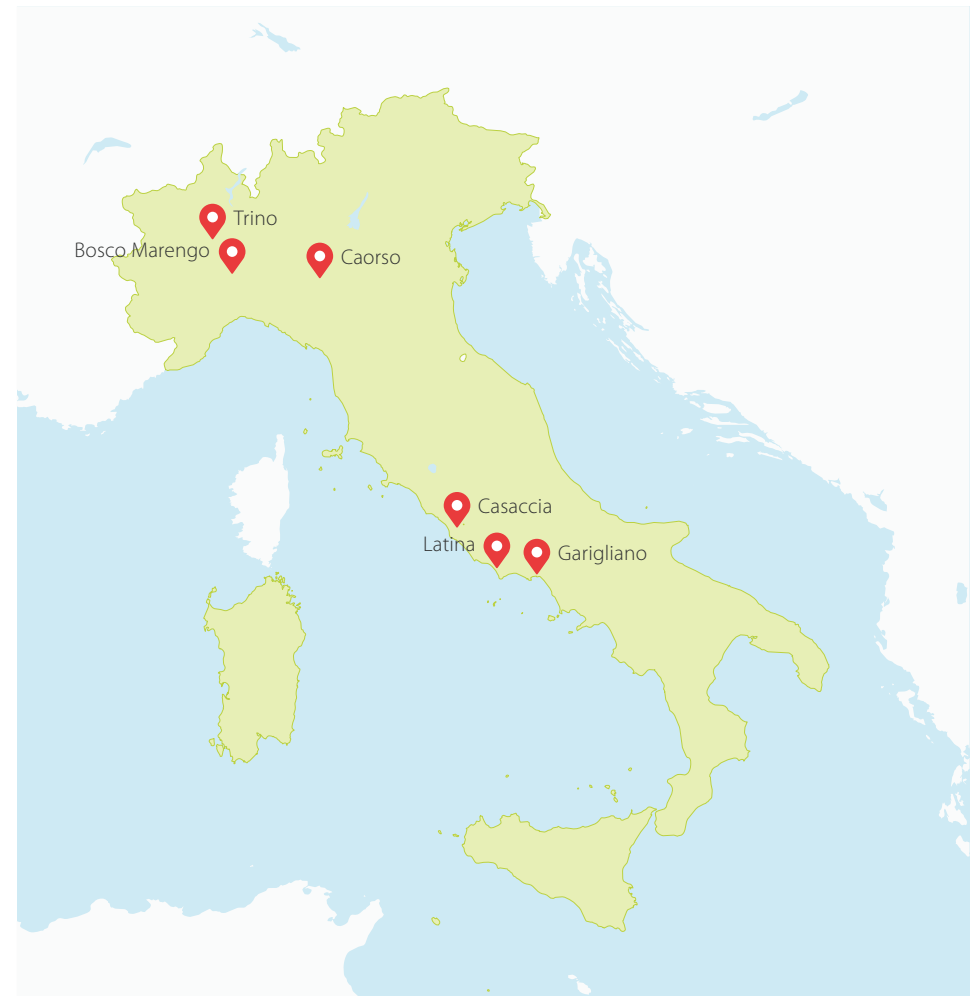 Trino
Bosco Marengo
Caorso
Casaccia
Latina
Garigliano